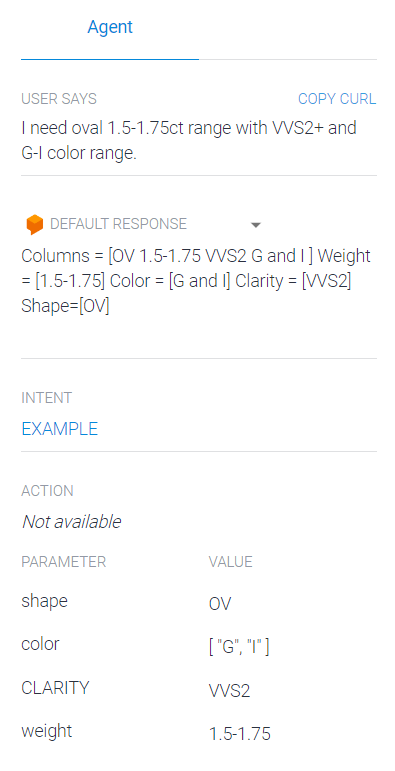 Agent
USER SAYS COPY CURL
I need oval 1.5-1.75ct range with VVS2+ and
G-I color range.
DEFAULT RESPONSE
Columns = [OV 1.5-1.75 VVS2 G and I ] Weight
= [1.5-1.75] Color = [G and I] Clarity = [VVS2]
Shape=[OV]
INTENT
EXAMPLE
ACTION
Not available
PARAMETER VALUE
shape OV
color [ "G", "I" ]
CLARITY VVS2
weight 1.5-1.75